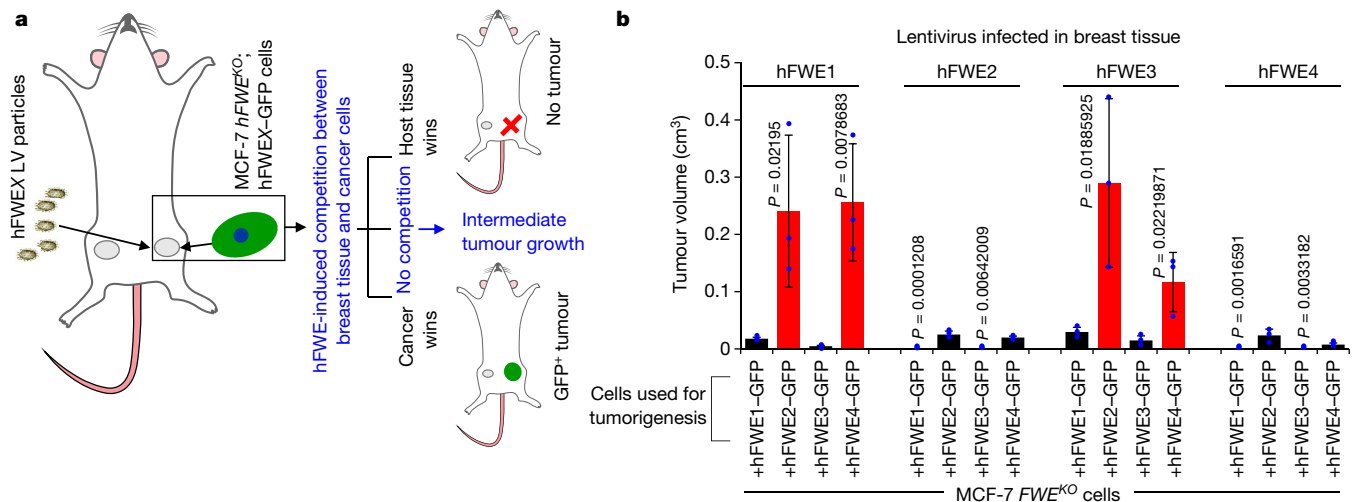 a
hFWEX LV particles
MCF-7 hFWE^KO;
hFWEX–GFP cells
hFWE-induced competition between
breast tissue and cancer cells
Host tissue
wins
No competition
Cancer
wins
No tumour
Intermediate
tumour growth
GFP+ tumour
b
Lentivirus infected in breast tissue
hFWE1
hFWE2
hFWE3
hFWE4
Tumour volume (cm³)
0.5
0.4
0.3
0.2
0.1
0
P = 0.02195
P = 0.0078683
P = 0.0001208
P = 0.00642009
P = 0.01885925
P = 0.02219871
P = 0.00016591
P = 0.0033182
Cells used for
tumorigenesis
+hFWE1–GFP
+hFWE2–GFP
+hFWE3–GFP
+hFWE4–GFP
+hFWE1–GFP
+hFWE2–GFP
+hFWE3–GFP
+hFWE4–GFP
+hFWE1–GFP
+hFWE2–GFP
+hFWE3–GFP
+hFWE4–GFP
+hFWE1–GFP
+hFWE2–GFP
+hFWE3–GFP
+hFWE4–GFP
MCF-7 FWE^KO cells